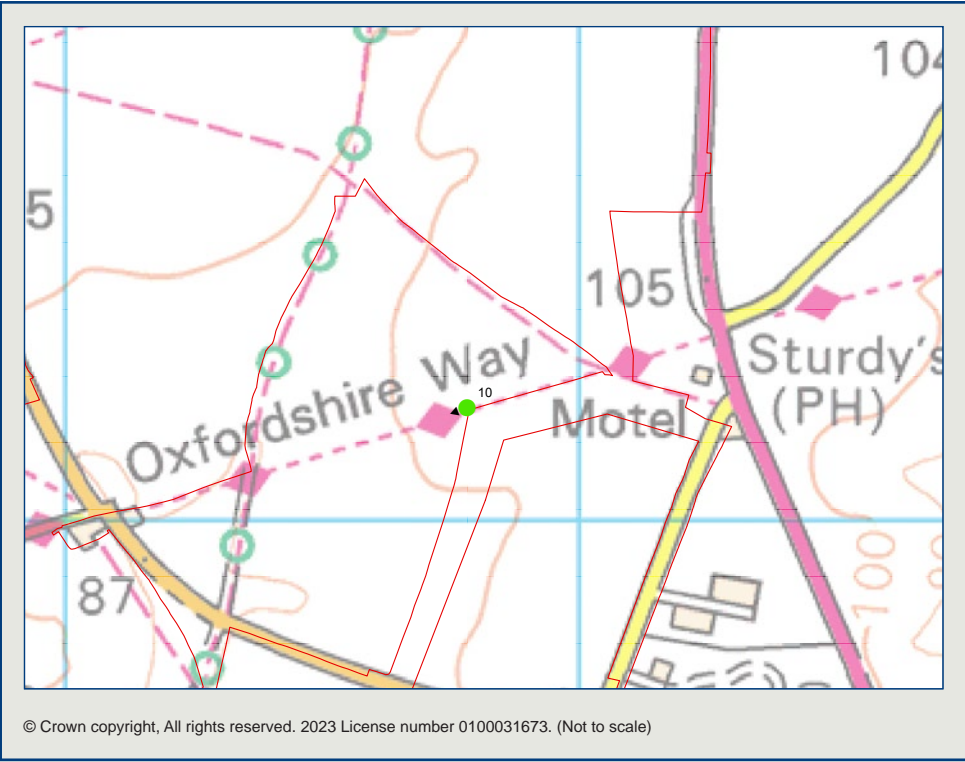 104
5
105
Oxfordshire Way
10
Sturdy's
(PH)
Motel
87
100
© Crown copyright, All rights reserved. 2023 License number 0100031673. (Not to scale)